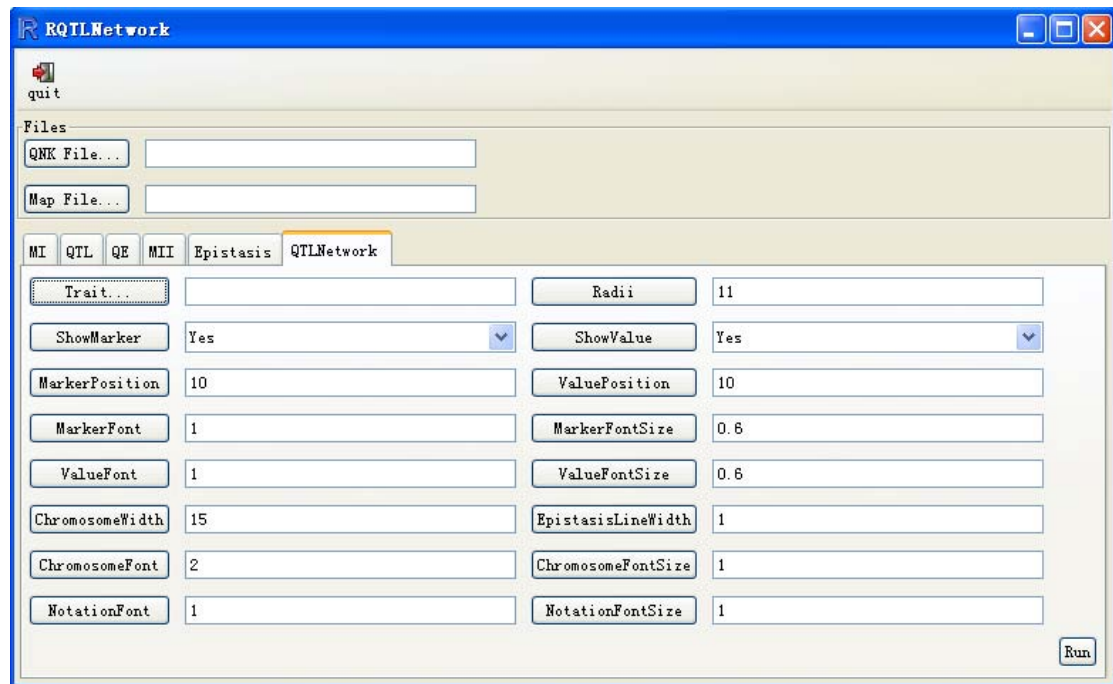 RQTLNetwork
quit
Files
QNK File...
Map File...
MI QTL QE MII Epistasis QTLNetwork
Trait... Radii 11
ShowMarker Yes ShowValue Yes
MarkerPosition 10 ValuePosition 10
MarkerFont 1 MarkerFontSize 0.6
ValueFont 1 ValueFontSize 0.6
ChromosomeWidth 15 EpistasisLineWidth 1
ChromosomeFont 2 ChromosomeFontSize 1
NotationFont 1 NotationFontSize 1
Run